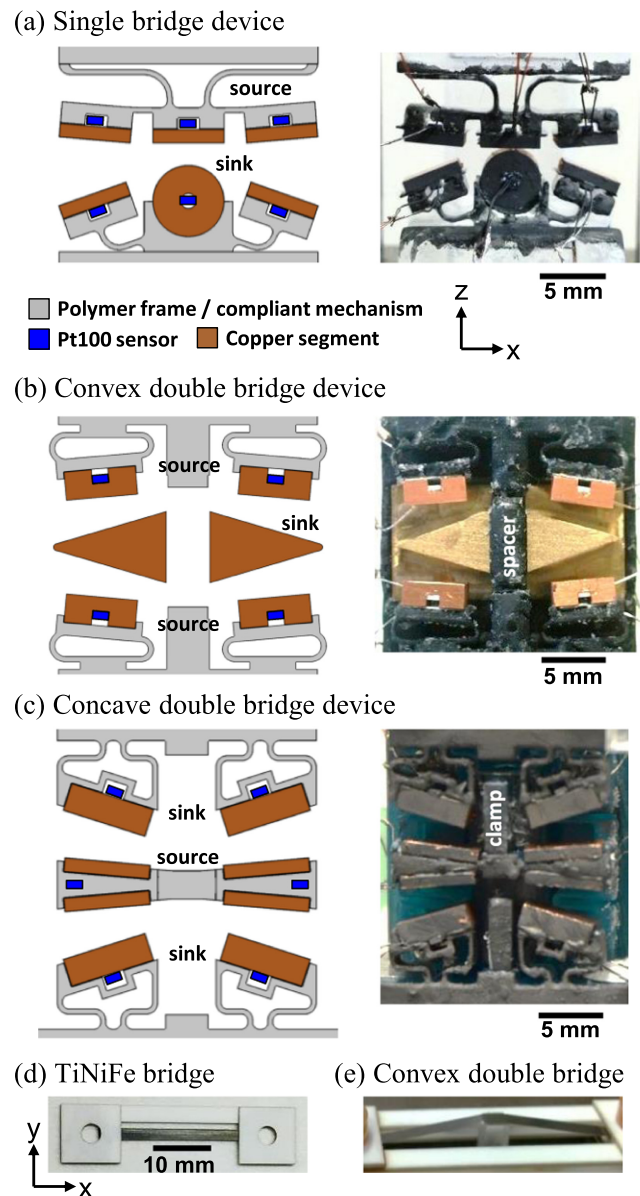 (a) Single bridge device
source
sink
5 mm
Polymer frame / compliant mechanism
Pt100 sensor
Copper segment
z
x
(b) Convex double bridge device
source
sink
source
spacer
5 mm
(c) Concave double bridge device
sink
source
sink
clamp
5 mm
(d) TiNiFe bridge
(e) Convex double bridge
y
x
10 mm